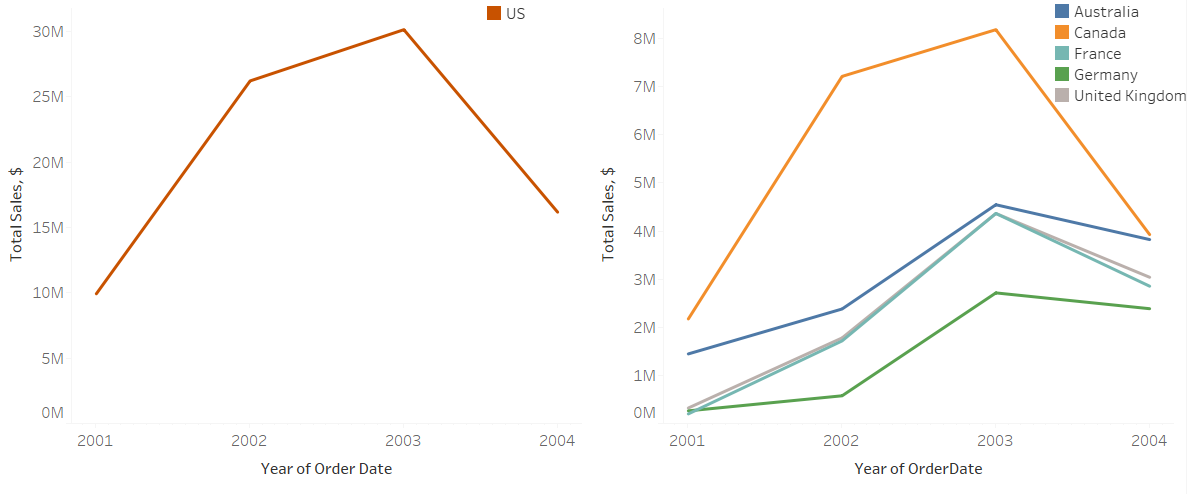 US
30M
25M
20M
15M
10M
5M
0M
Total Sales, $
2001 2002 2003 2004
Year of Order Date
Australia
Canada
France
Germany
United Kingdom
8M
7M
6M
5M
4M
3M
2M
1M
0M
Total Sales, $
2001 2002 2003 2004
Year of OrderDate